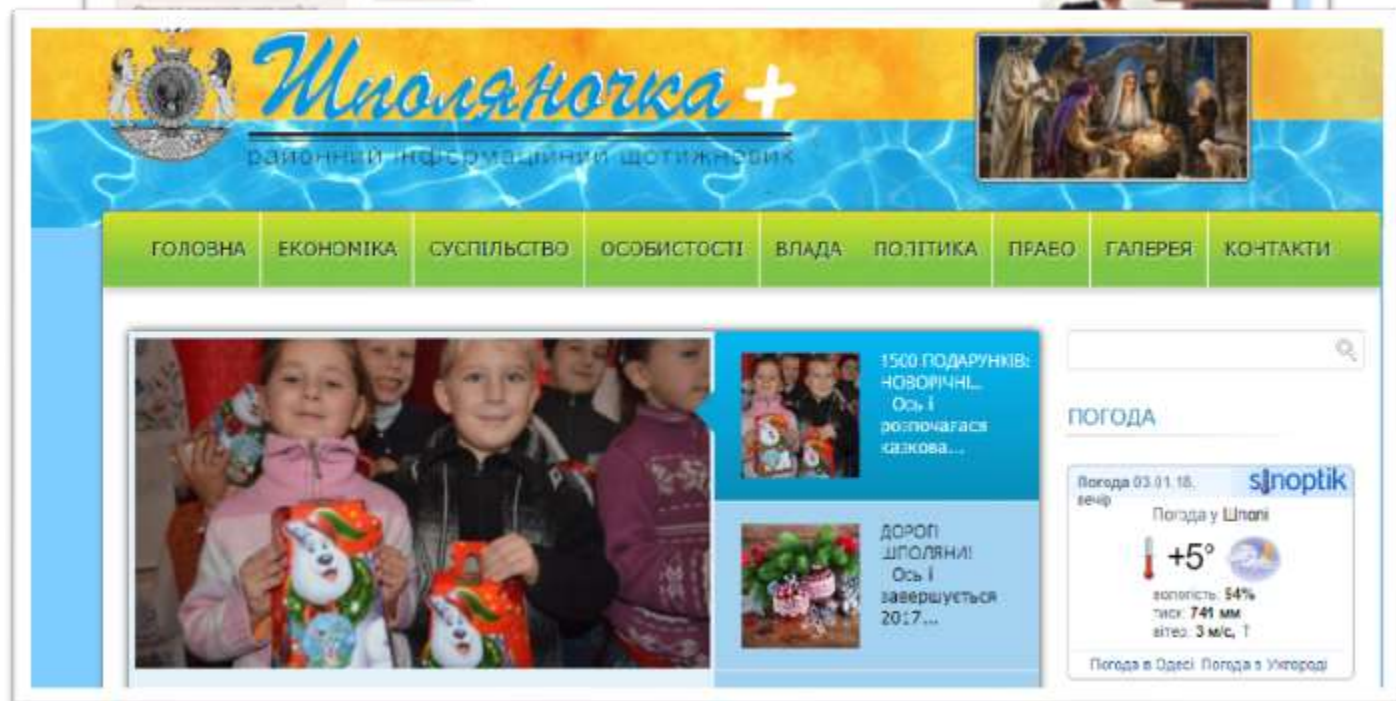 Шполяночка +
районний інформаційний щотижневик
ГОЛОВНА ЕКОНОМІКА СУСПІЛЬСТВО ОСОБИСТОСТІ ВЛАДА ПОЛІТИКА ПРАВО ГАЛЕРЕЯ КОНТАКТИ
1500 ПОДАРУНКІВ:
НОВОРІЧНІ...
Ось і
розпочалася
казкова...
ДОРОГІ
ШПОЛЯНИ!
Ось і
завершується
2017...
ПОГОДА
Погода 03.01.18,
вечір
sinoptik
Погода у Шполі
+5°
вологість: 94%
тиск: 741 мм
вітер: 3 м/с, ↑
Погода в Одесі Погода в Ужгороді